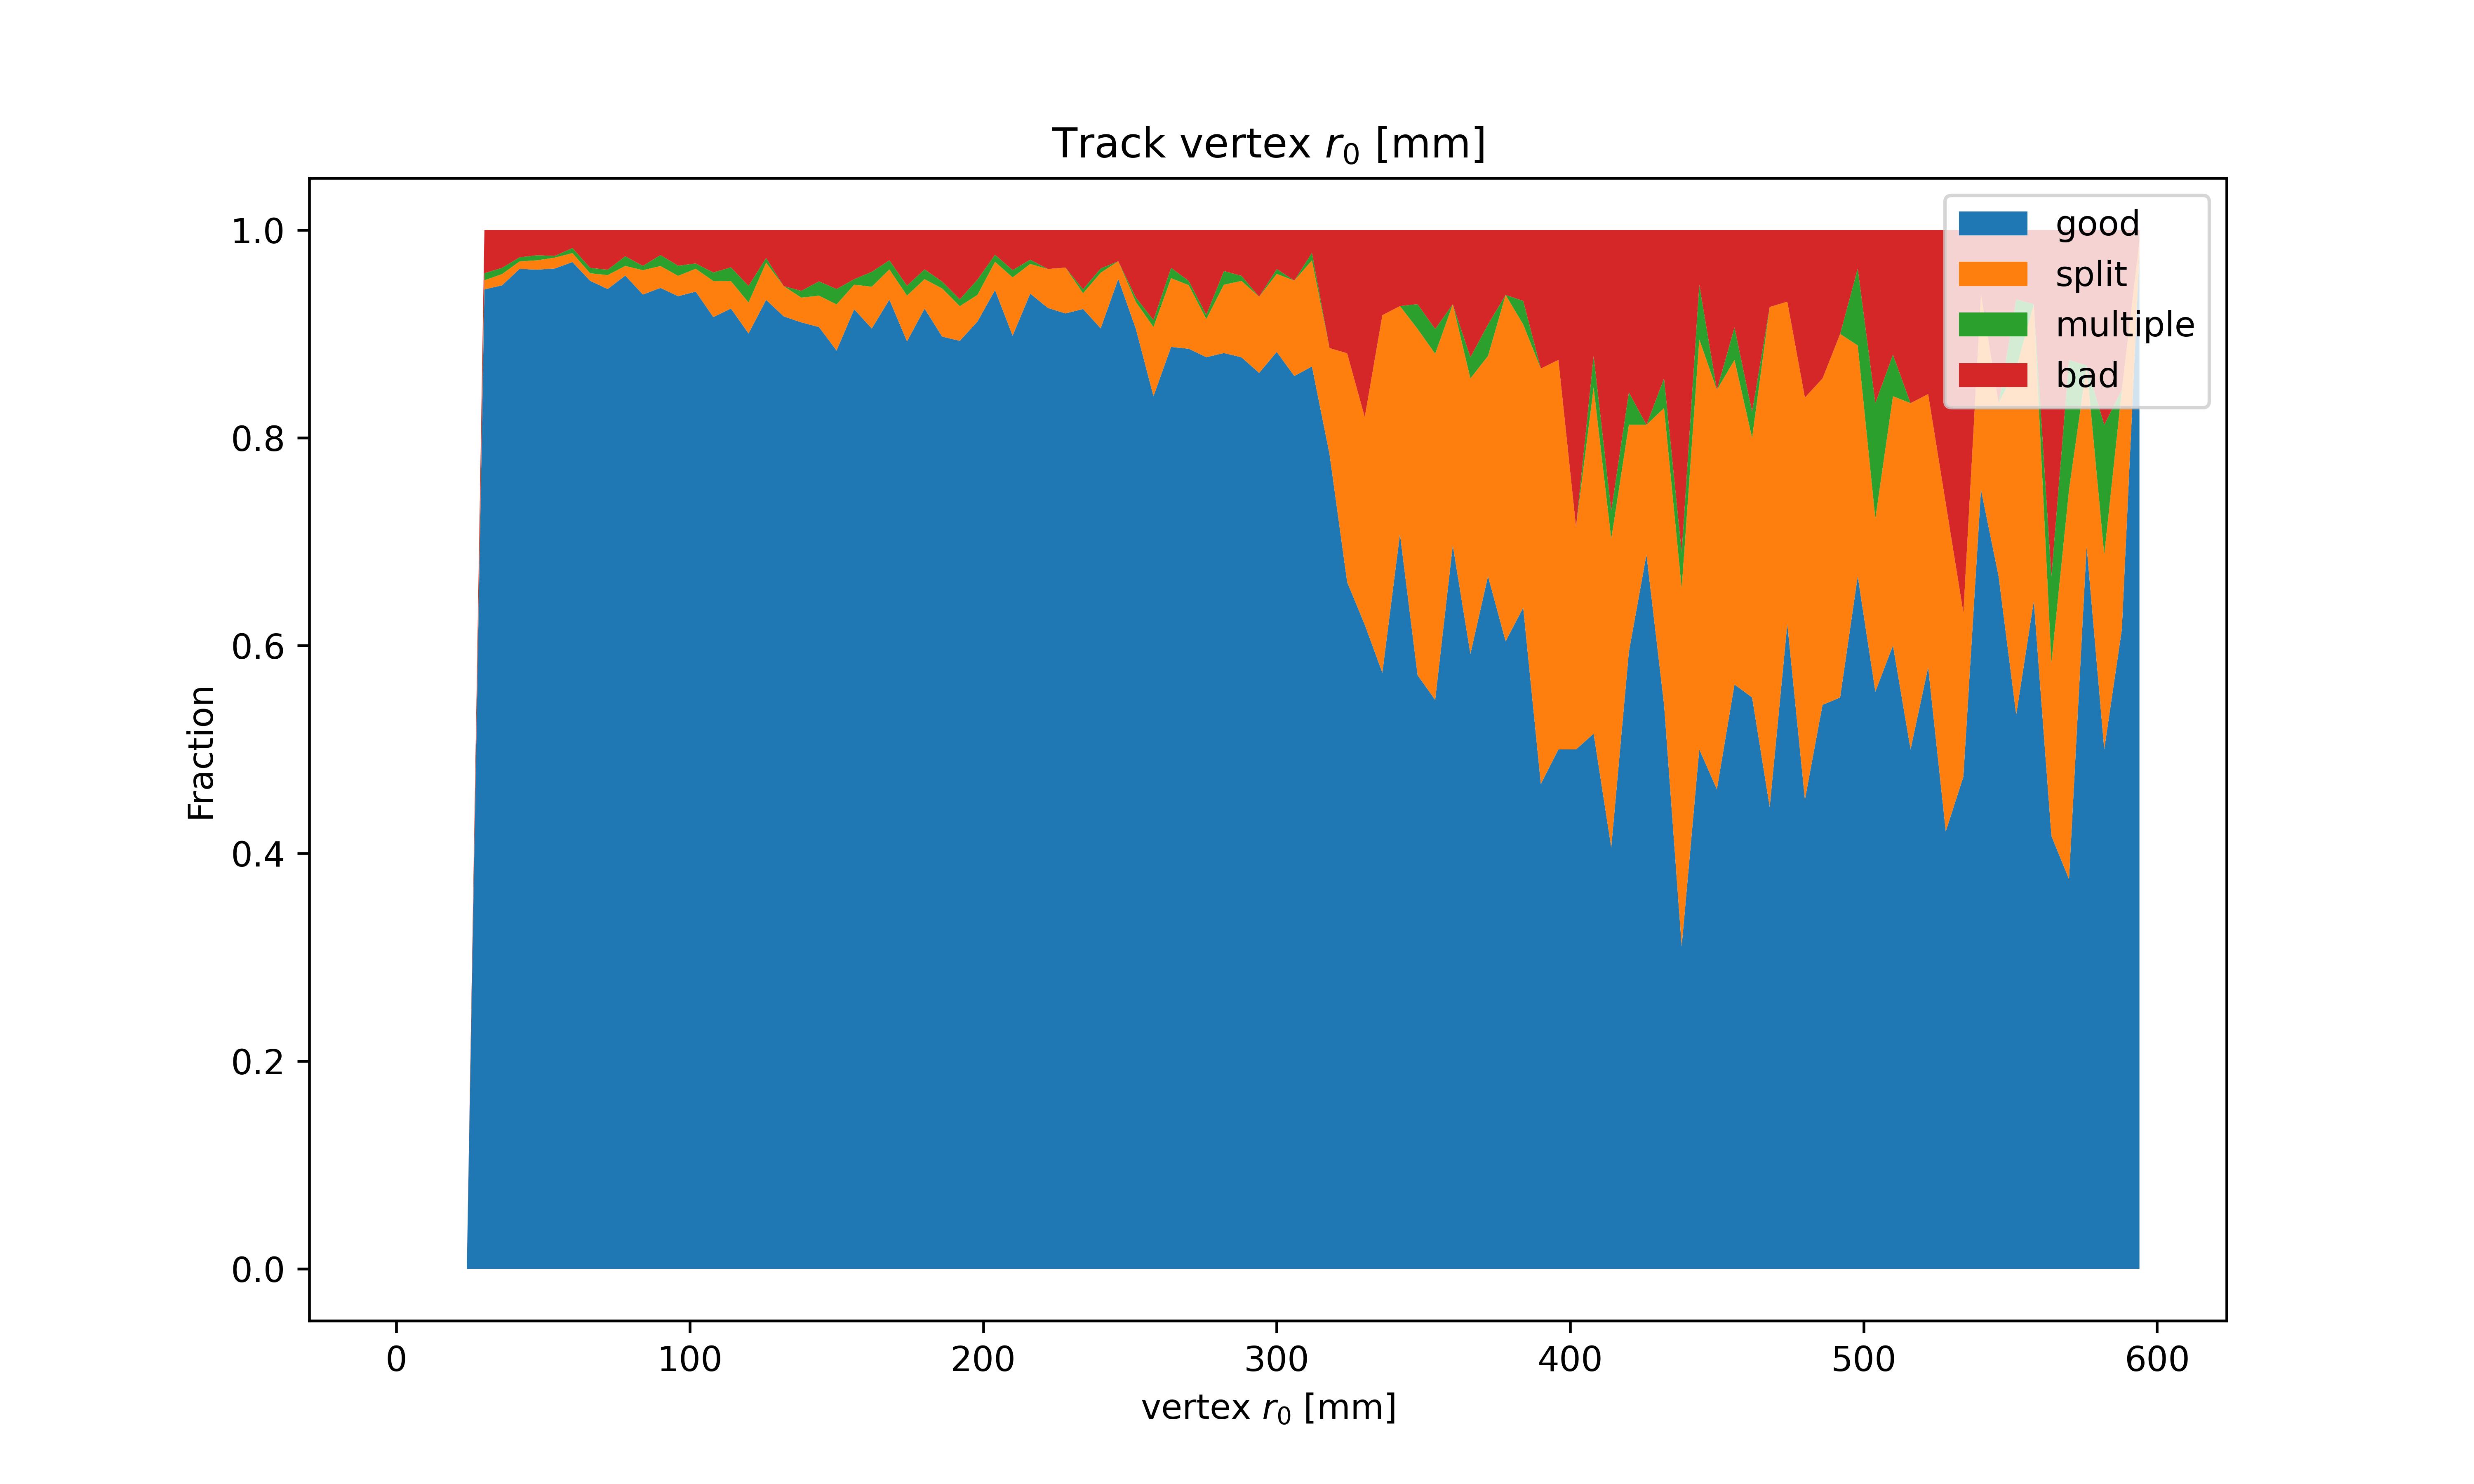 Track vertex r₀ [mm]
1.0
0.8
0.6
0.4
0.2
0.0
Fraction
good
split
multiple
bad
0 100 200 300 400 500 600
vertex r₀ [mm]